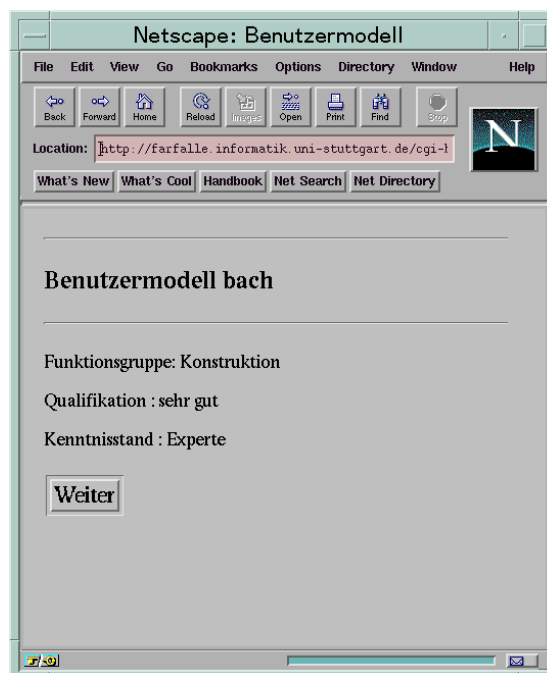 Netscape: Benutzermodell
File Edit View Go Bookmarks Options Directory Window Help
Back Forward Home Reload Images Open Print Find Stop
N
Location: http://farfalle.informatik.uni-stuttgart.de/cgi-
What's New What's Cool Handbook Net Search Net Directory
Benutzermodell bach
Funktionsgruppe: Konstruktion
Qualifikation : sehr gut
Kenntnisstand : Experte
Weiter